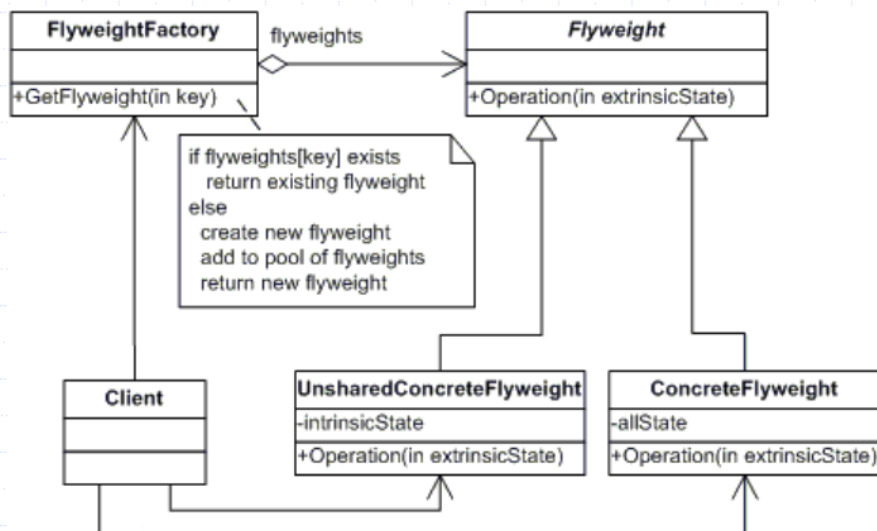 FlyweightFactory
+GetFlyweight(in key)
flyweights
Flyweight
+Operation(in extrinsicState)
if flyweights[key] exists
return existing flyweight
else
create new flyweight
add to pool of flyweights
return new flyweight
Client
UnsharedConcreteFlyweight
-intrinsicState
+Operation(in extrinsicState)
ConcreteFlyweight
-allState
+Operation(in extrinsicState)